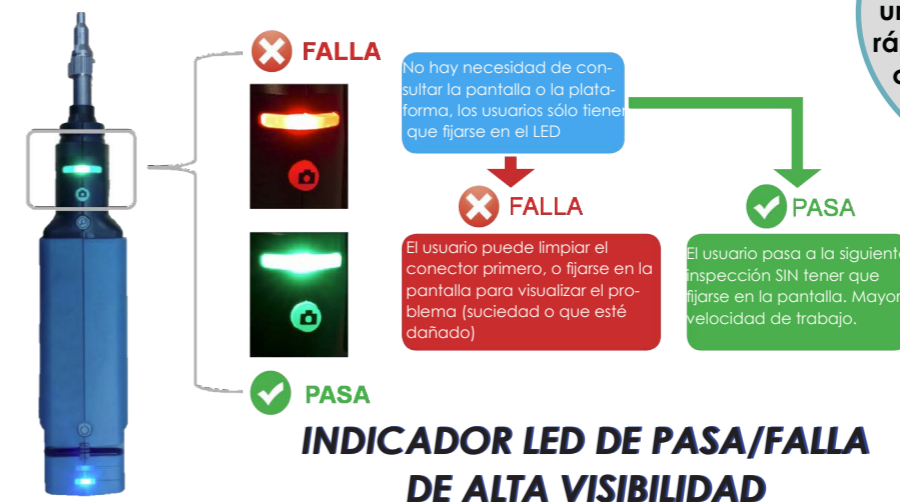 FALLA
No hay necesidad de con-
sultar la pantalla o la plata-
forma, los usuarios sólo tienen
que fijarse en el LED
FALLA
El usuario puede limpiar el
conector primero, o fijarse en la
pantalla para visualizar el pro-
blema (suciedad o que esté
dañado)
PASA
El usuario pasa a la siguiente
inspección SIN tener que
fijarse en la pantalla. Mayor
velocidad de trabajo.
PASA
INDICADOR LED DE PASA/FALLA
DE ALTA VISIBILIDAD